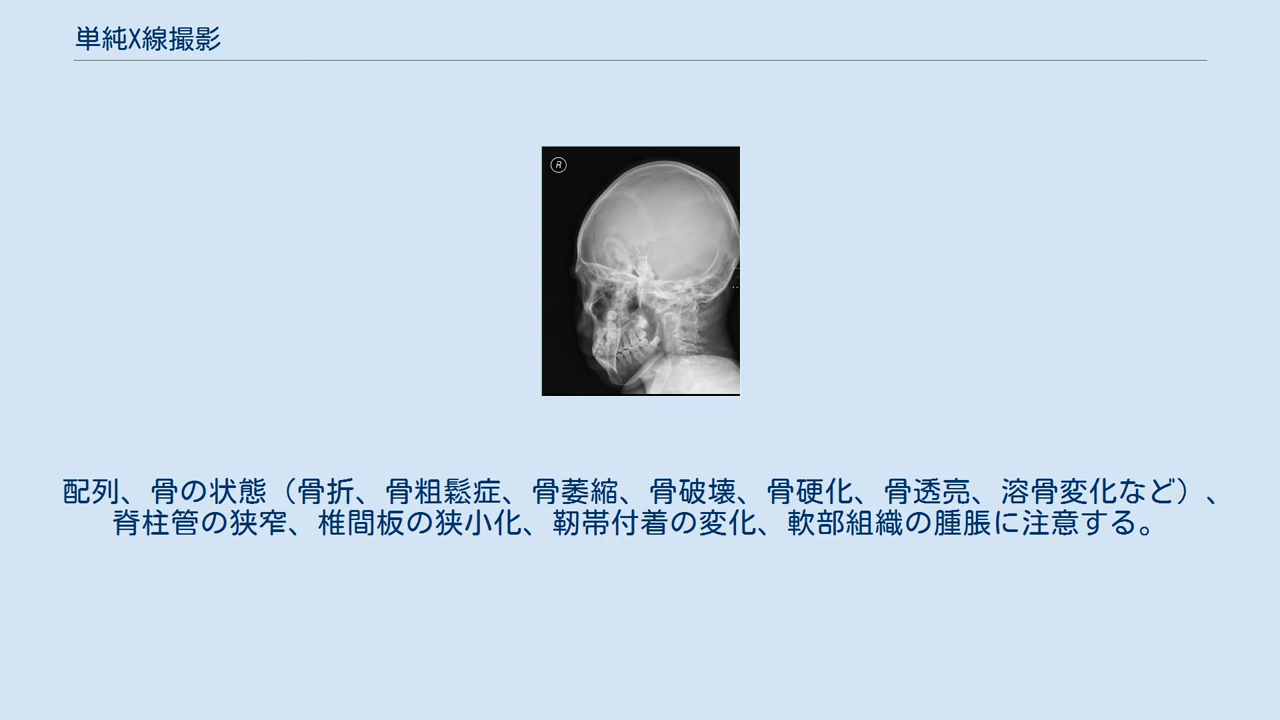 単純X線撮影
R
配列、骨の状態（骨折、骨粗鬆症、骨萎縮、骨破壊、骨硬化、骨透亮、溶骨変化など）、
脊柱管の狭窄、椎間板の狭小化、靭帯付着の変化、軟部組織の腫脹に注意する。